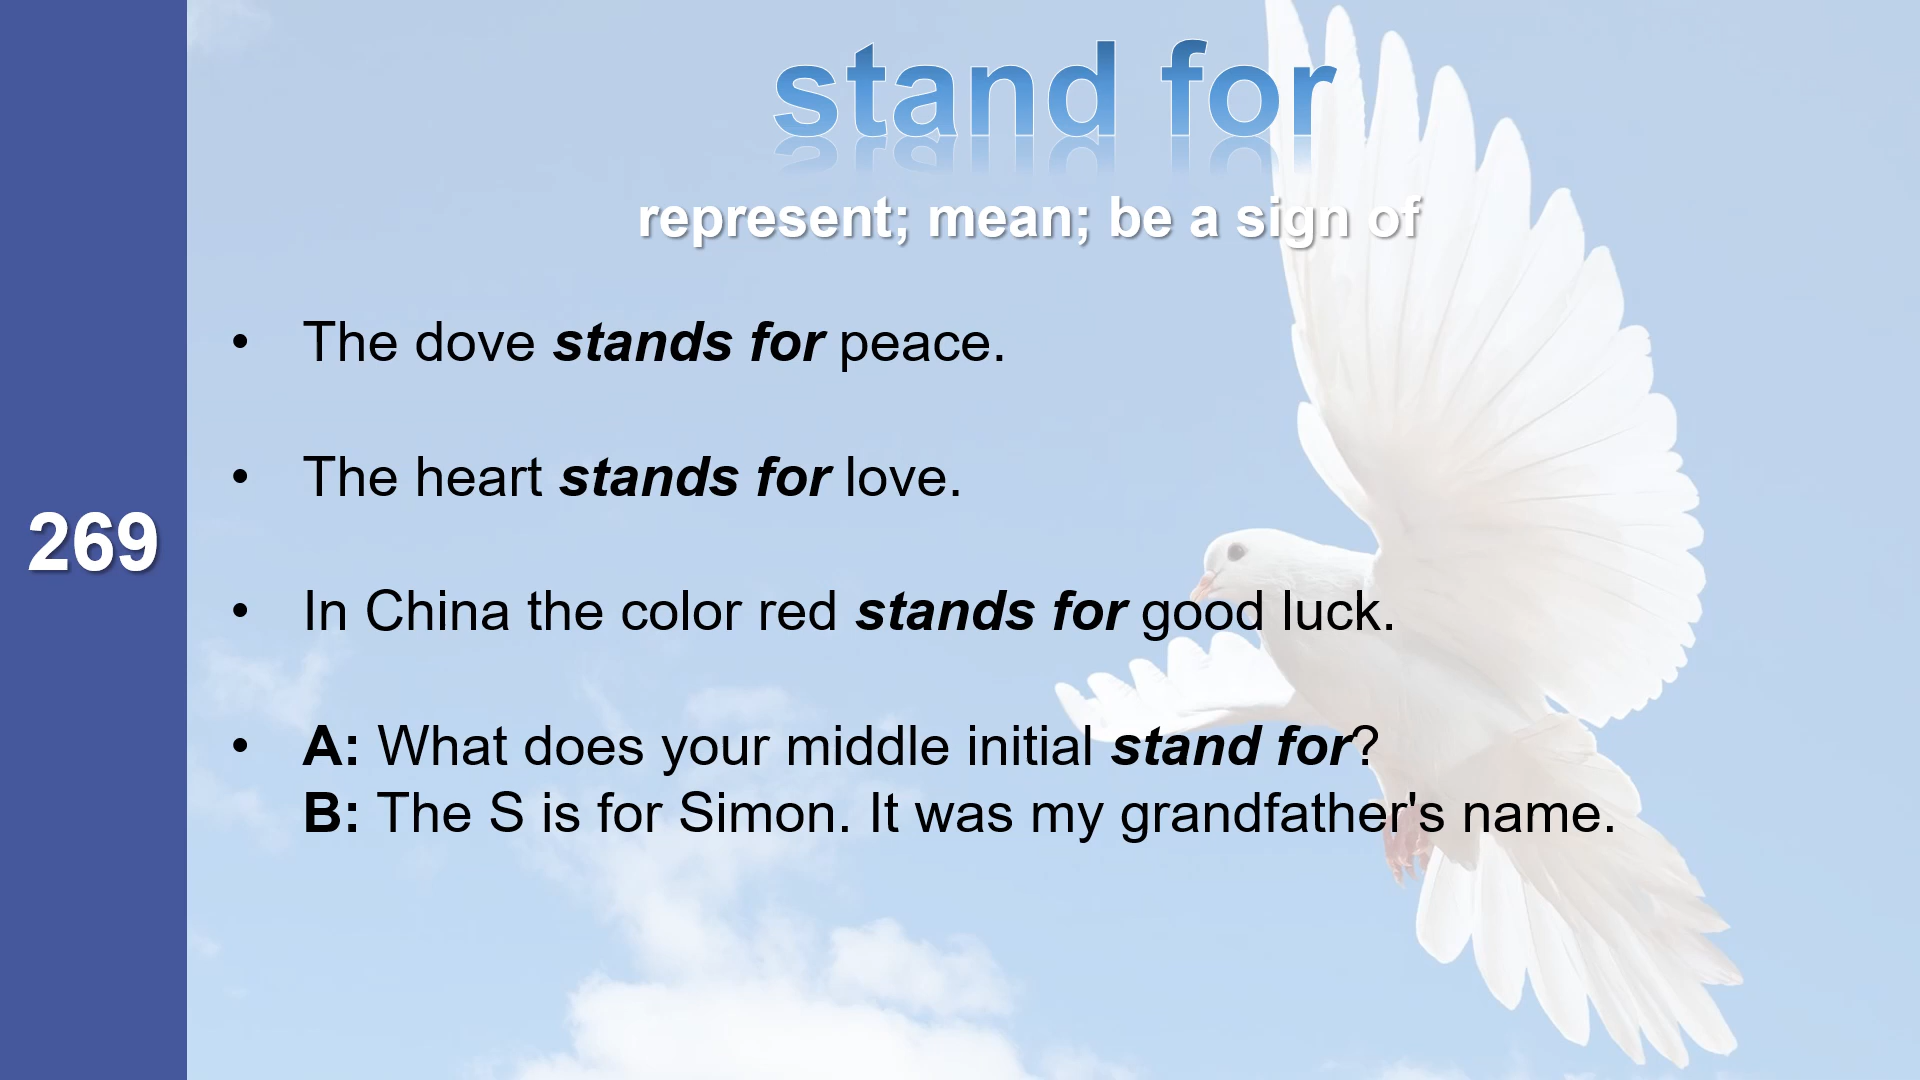 stand for
represent; mean; be a sign of
• The dove stands for peace.
• The heart stands for love.
269
• In China the color red stands for good luck.
• A: What does your middle initial stand for?
B: The S is for Simon. It was my grandfather's name.